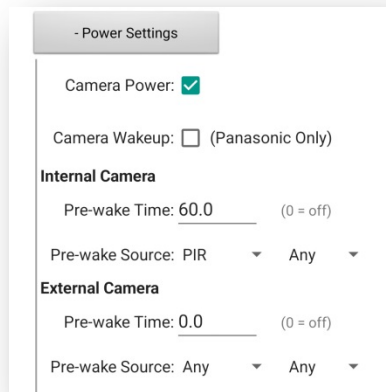 - Power Settings
Camera Power:
Camera Wakeup: (Panasonic Only)
Internal Camera
Pre-wake Time: 60.0 (0 = off)
Pre-wake Source: PIR Any
External Camera
Pre-wake Time: 0.0 (0 = off)
Pre-wake Source: Any Any